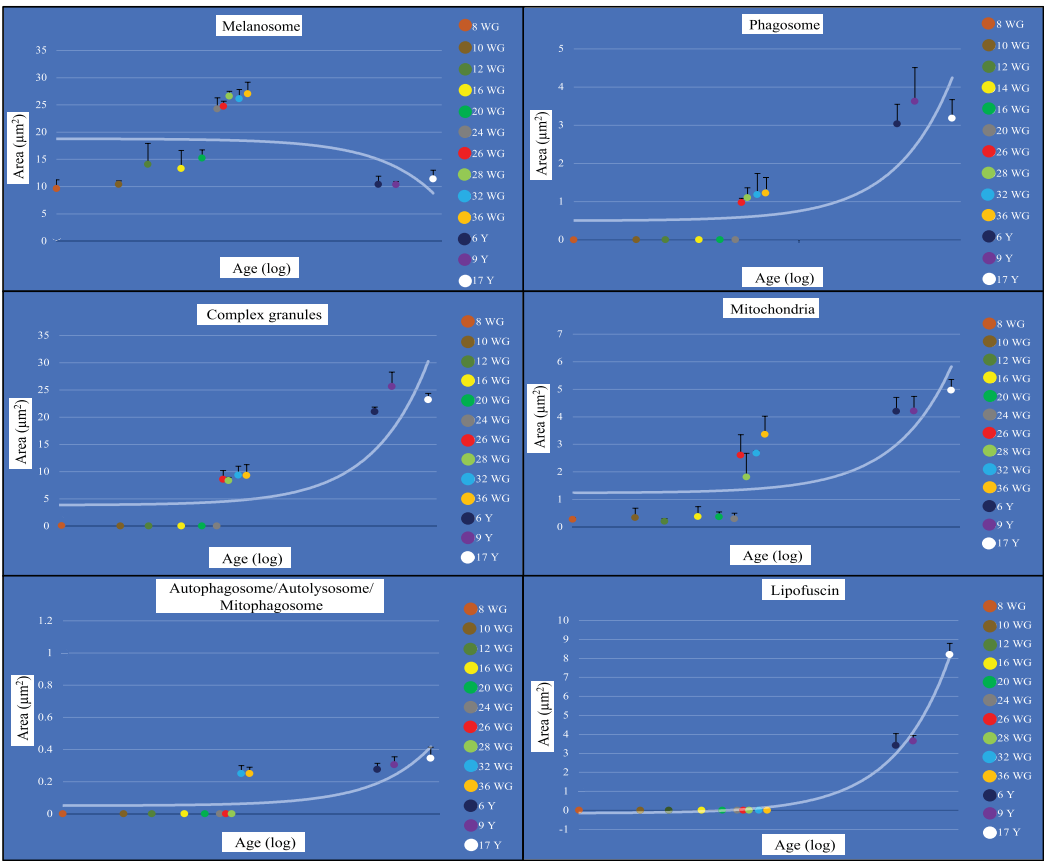 Melanosome
35
30
25
20
15
10
5
0
Area (µm²)
Age (log)
8 WG
10 WG
12 WG
16 WG
20 WG
24 WG
26 WG
28 WG
32 WG
36 WG
6 Y
9 Y
17 Y
Phagosome
5
4
3
2
1
0
Area (µm²)
Age (log)
8 WG
10 WG
12 WG
14 WG
16 WG
20 WG
26 WG
28 WG
32 WG
36 WG
6 Y
9 Y
17 Y
Complex granules
35
30
25
20
15
10
5
0
Area (µm²)
Age (log)
8 WG
10 WG
12 WG
16 WG
20 WG
24 WG
26 WG
28 WG
32 WG
36 WG
6 Y
9 Y
17 Y
Mitochondria
7
6
5
4
3
2
1
0
Area (µm²)
Age (log)
8 WG
10 WG
12 WG
16 WG
20 WG
24 WG
26 WG
28 WG
32 WG
36 WG
6 Y
9 Y
17 Y
Autophagosome/Autolysosome/
Mitophagosome
1.2
1
0.8
0.6
0.4
0.2
0
Area (µm²)
Age (log)
8 WG
10 WG
12 WG
16 WG
20 WG
24 WG
26 WG
28 WG
32 WG
36 WG
6 Y
9 Y
17 Y
Lipofuscin
10
9
8
7
6
5
4
3
2
1
0
-1
Area (µm²)
Age (log)
8 WG
10 WG
12 WG
16 WG
20 WG
24 WG
26 WG
28 WG
32 WG
36 WG
6 Y
9 Y
17 Y